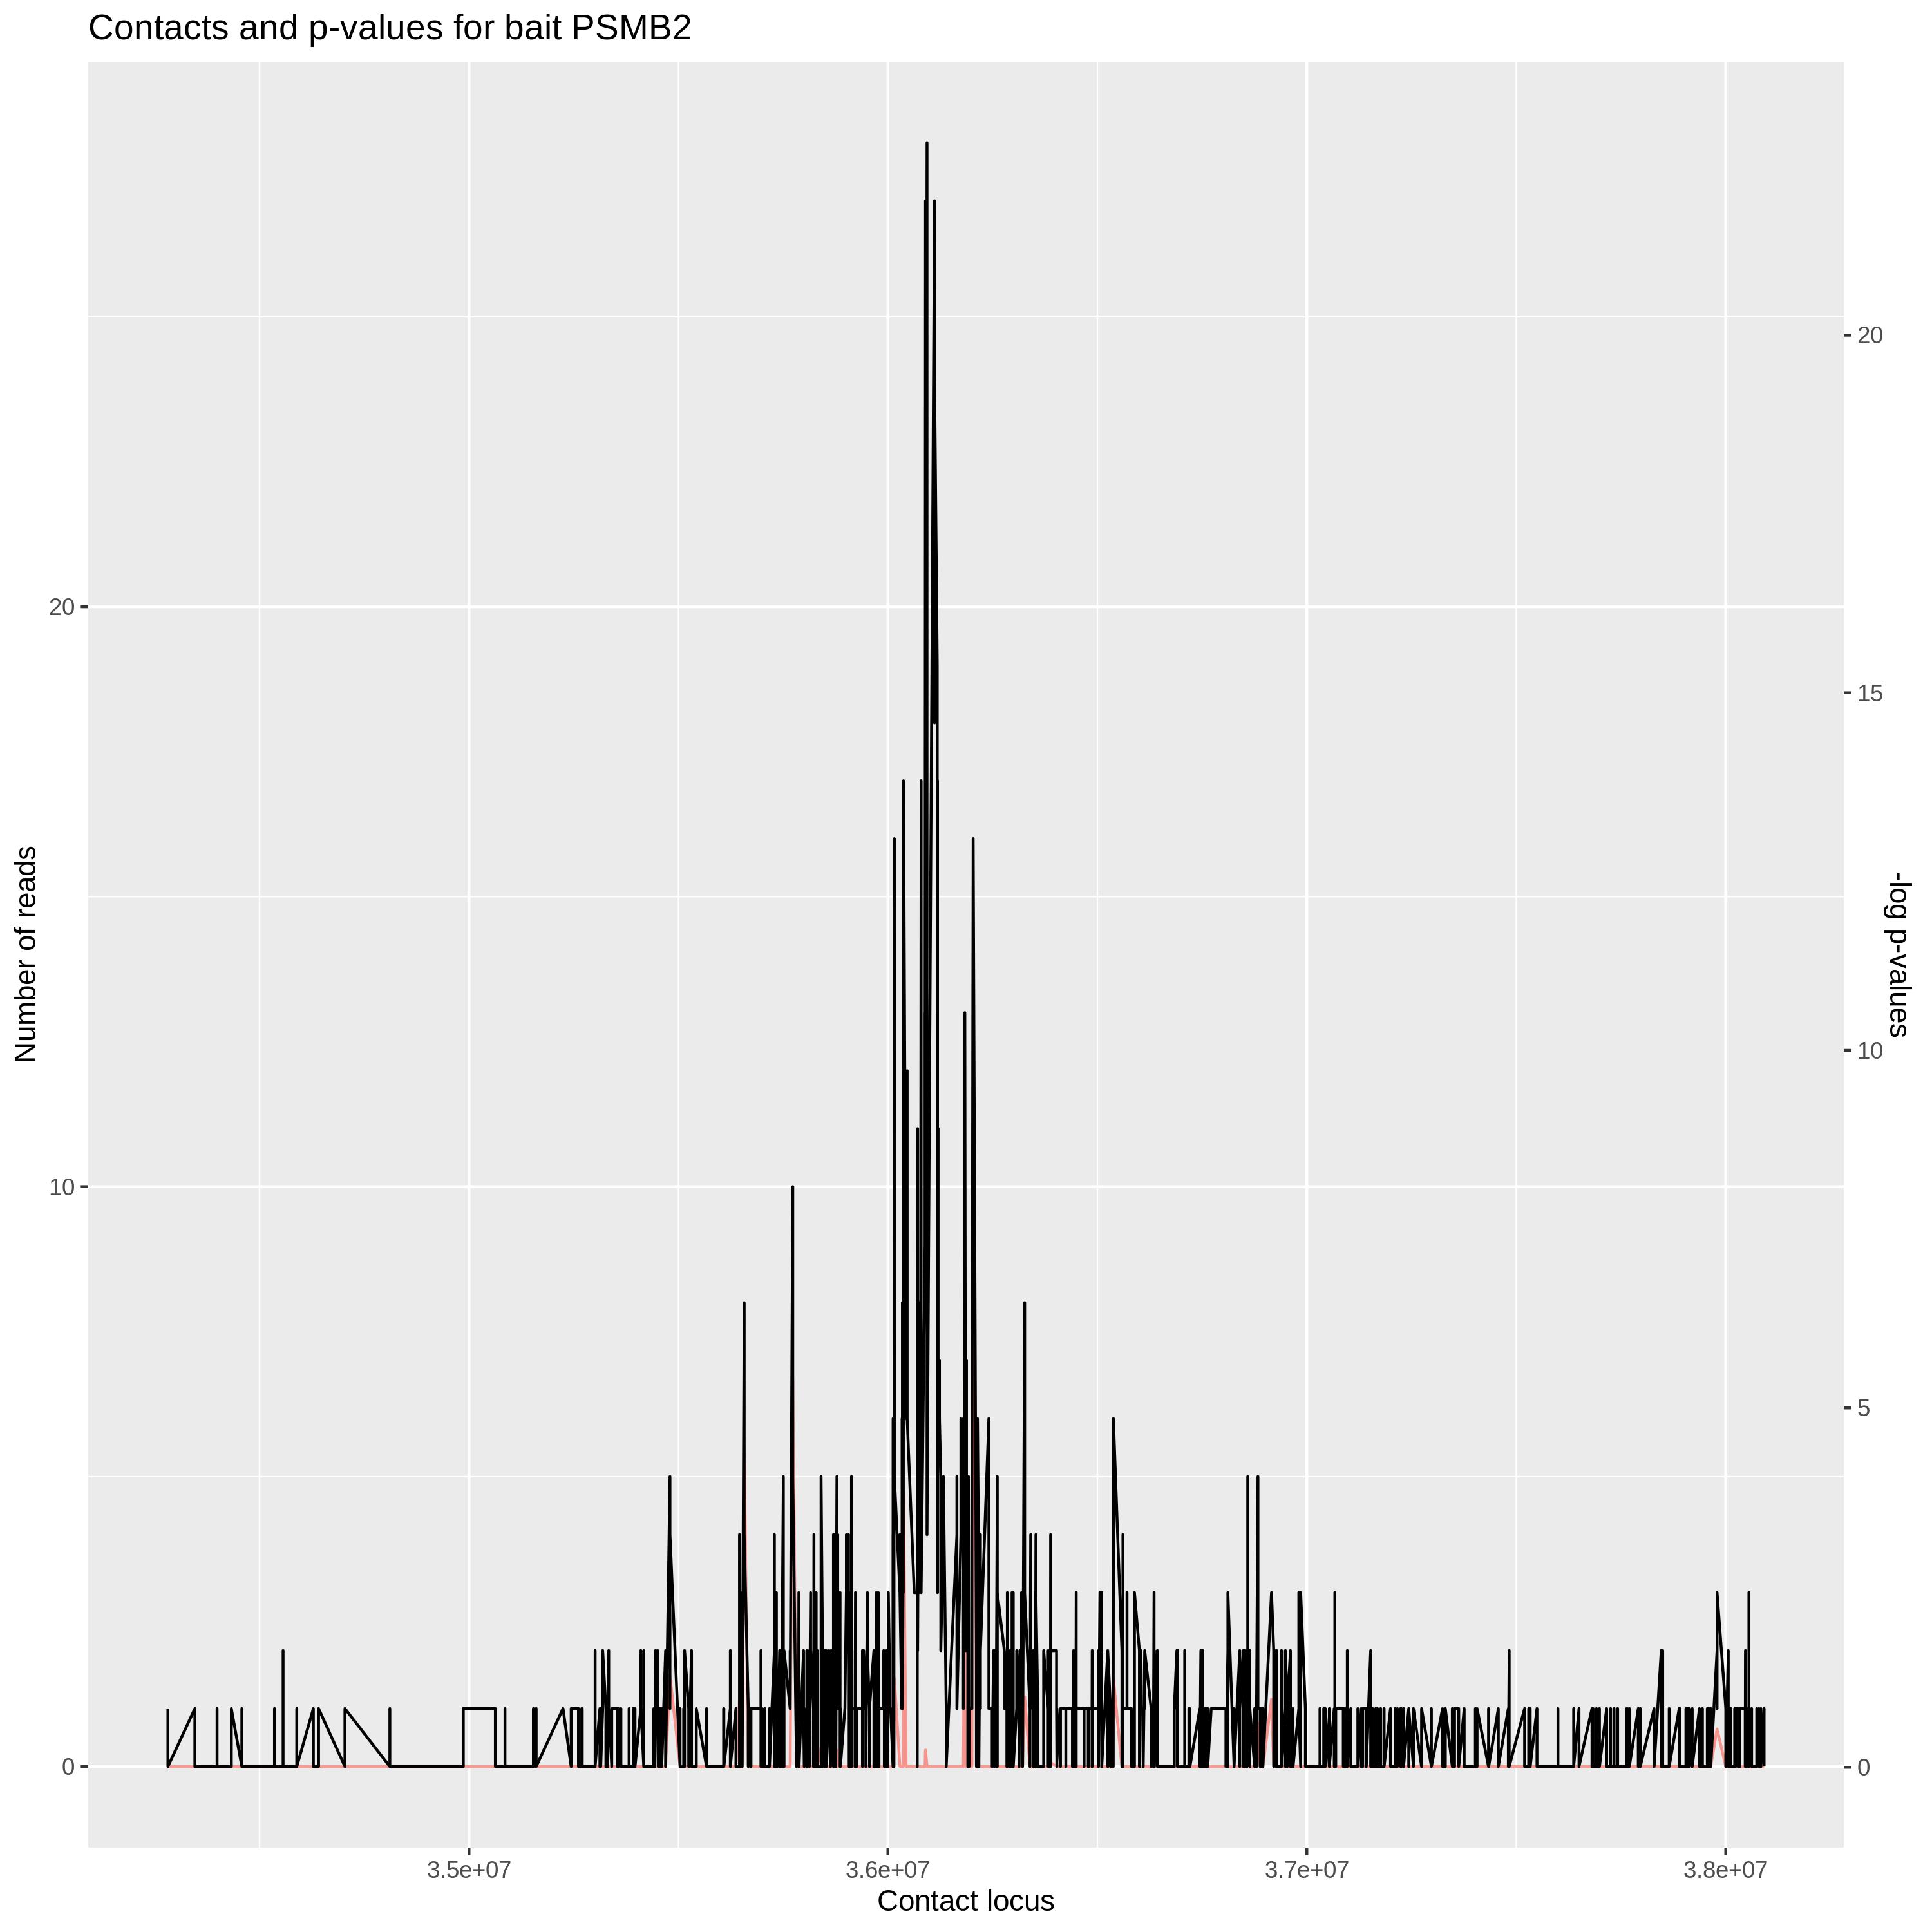 Contacts and p-values for bait PSMB2
Number of reads
20
10
0
20
15
10
5
0
-log p-values
3.5e+07
3.6e+07
3.7e+07
3.8e+07
Contact locus